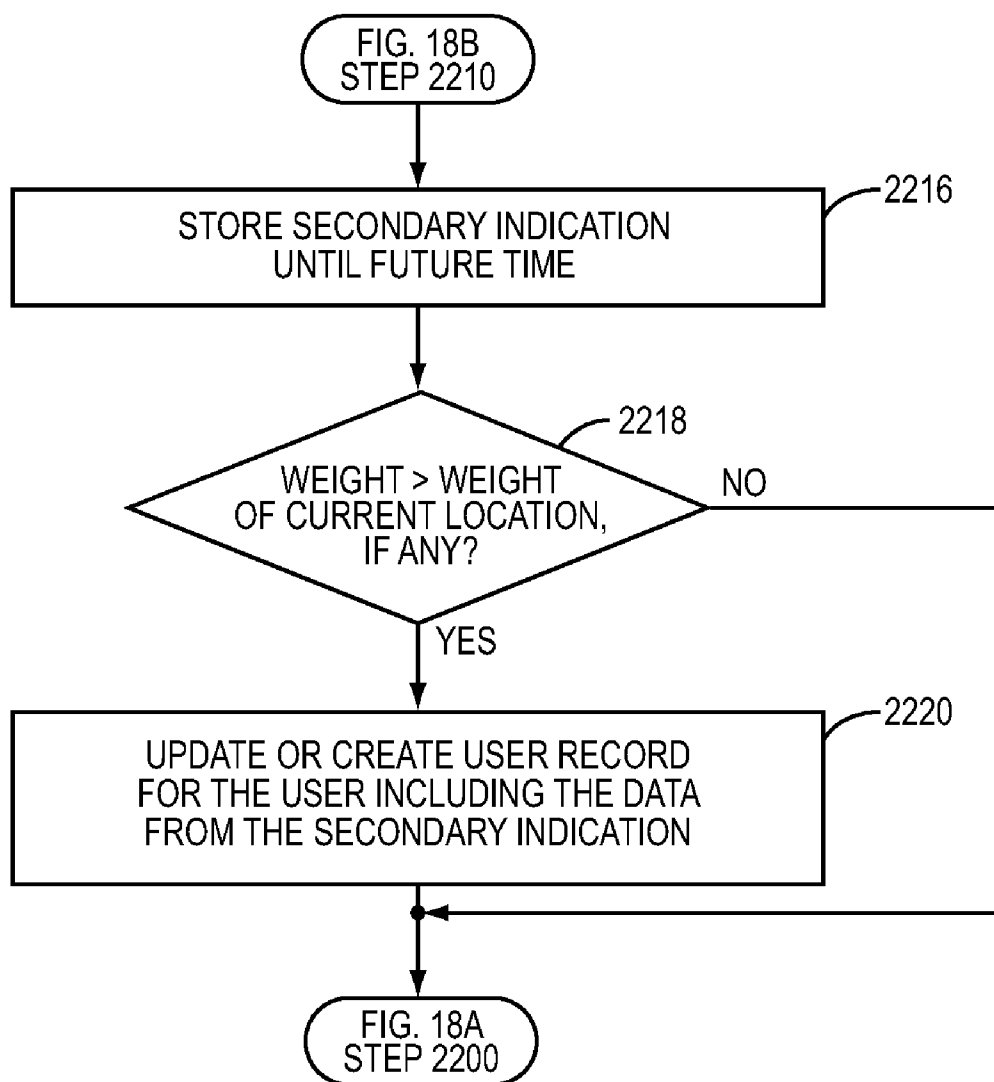 FIG. 18B
STEP 2210
2216
STORE SECONDARY INDICATION
UNTIL FUTURE TIME
2218
WEIGHT > WEIGHT
OF CURRENT LOCATION,
IF ANY?
NO
YES
2220
UPDATE OR CREATE USER RECORD
FOR THE USER INCLUDING THE DATA
FROM THE SECONDARY INDICATION
FIG. 18A
STEP 2200